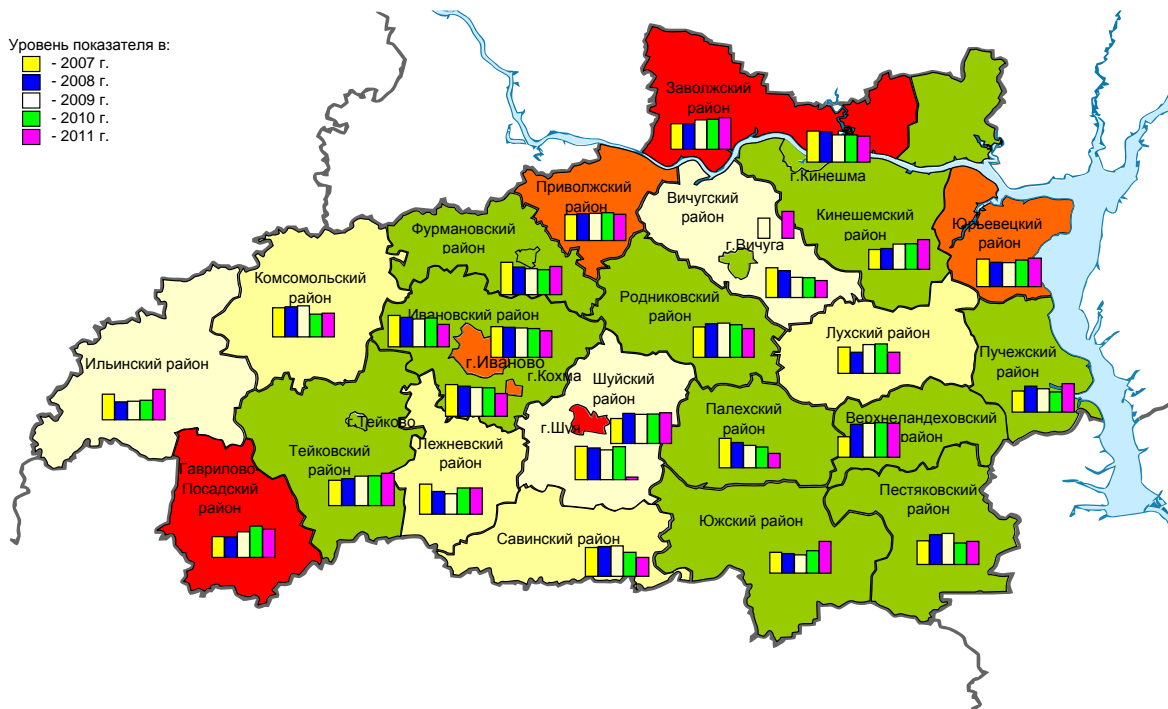 Уровень показателя в:
- 2007 г.
- 2008 г.
- 2009 г.
- 2010 г.
- 2011 г.
Заволжский
район
г.Кинешма
Приволжский
район
Вичугский
район
Кинешемский
район
Юрьевецкий
район
Фурмановский
район
г.Вичуга
Комсомольский
район
Родниковский
район
Ивановский район
Лухский район
Пучежский
район
Ильинский район
г.Иваново
г.Кохма
Шуйский
район
г.Шуя
Палехский
район
Верхнеландеховский
район
г.Тейково
Тейковский
район
Лежневский
район
Гаврилово
Посадский
район
Пестяковский
район
Южский район
Савинский район